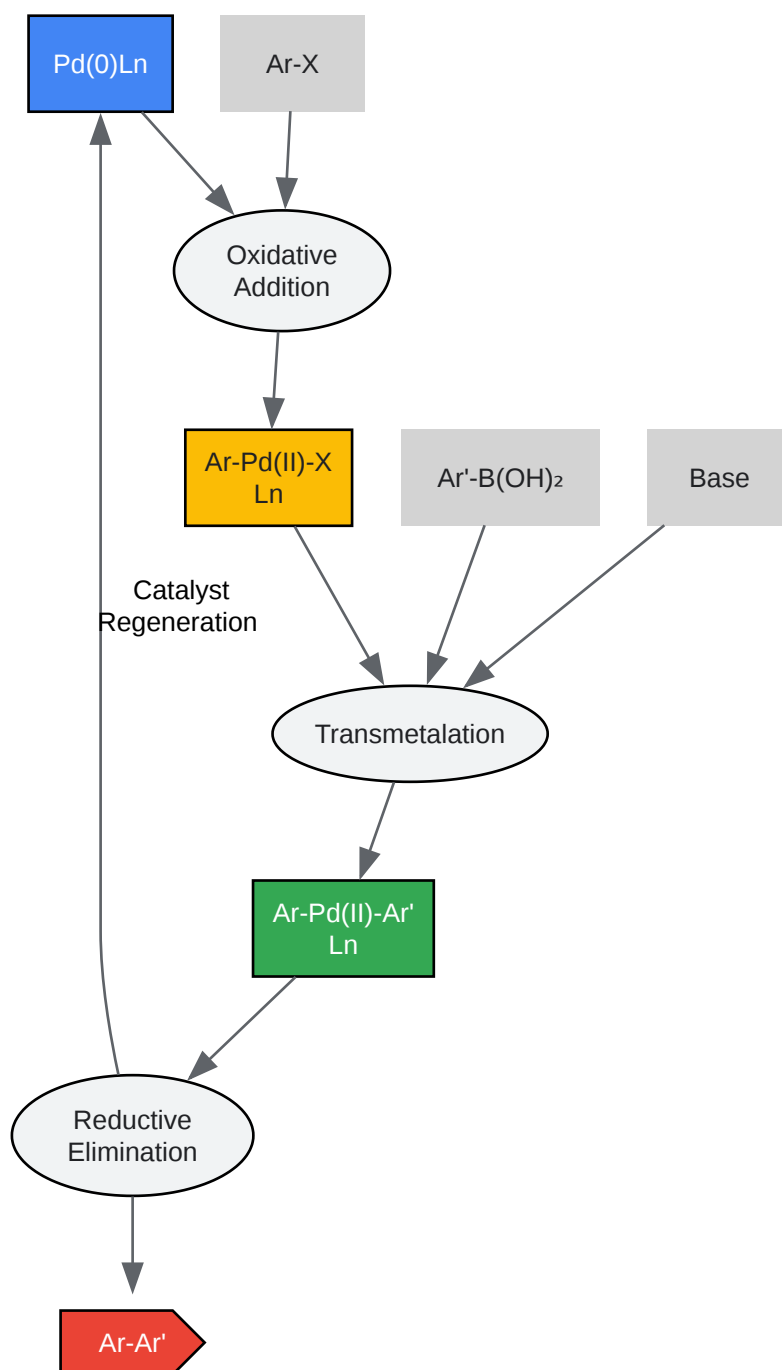 Pd(0)Ln
Ar-X
Oxidative
Addition
Ar-Pd(II)-X
Ln
Ar'-B(OH)₂
Base
Catalyst
Regeneration
Transmetalation
Ar-Pd(II)-Ar'
Ln
Reductive
Elimination
Ar-Ar'